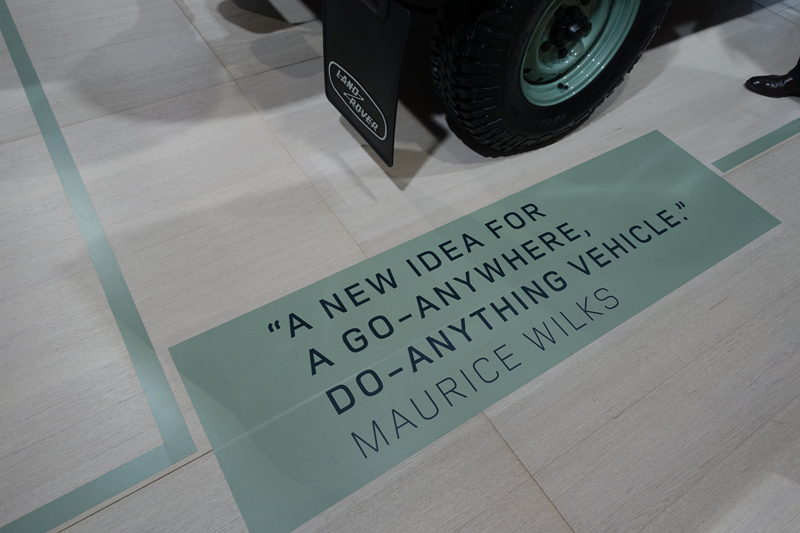 LAND
ROVER
“A NEW IDEA FOR
A GO-ANYWHERE,
DO-ANYTHING VEHICLE.”
MAURICE WILKS